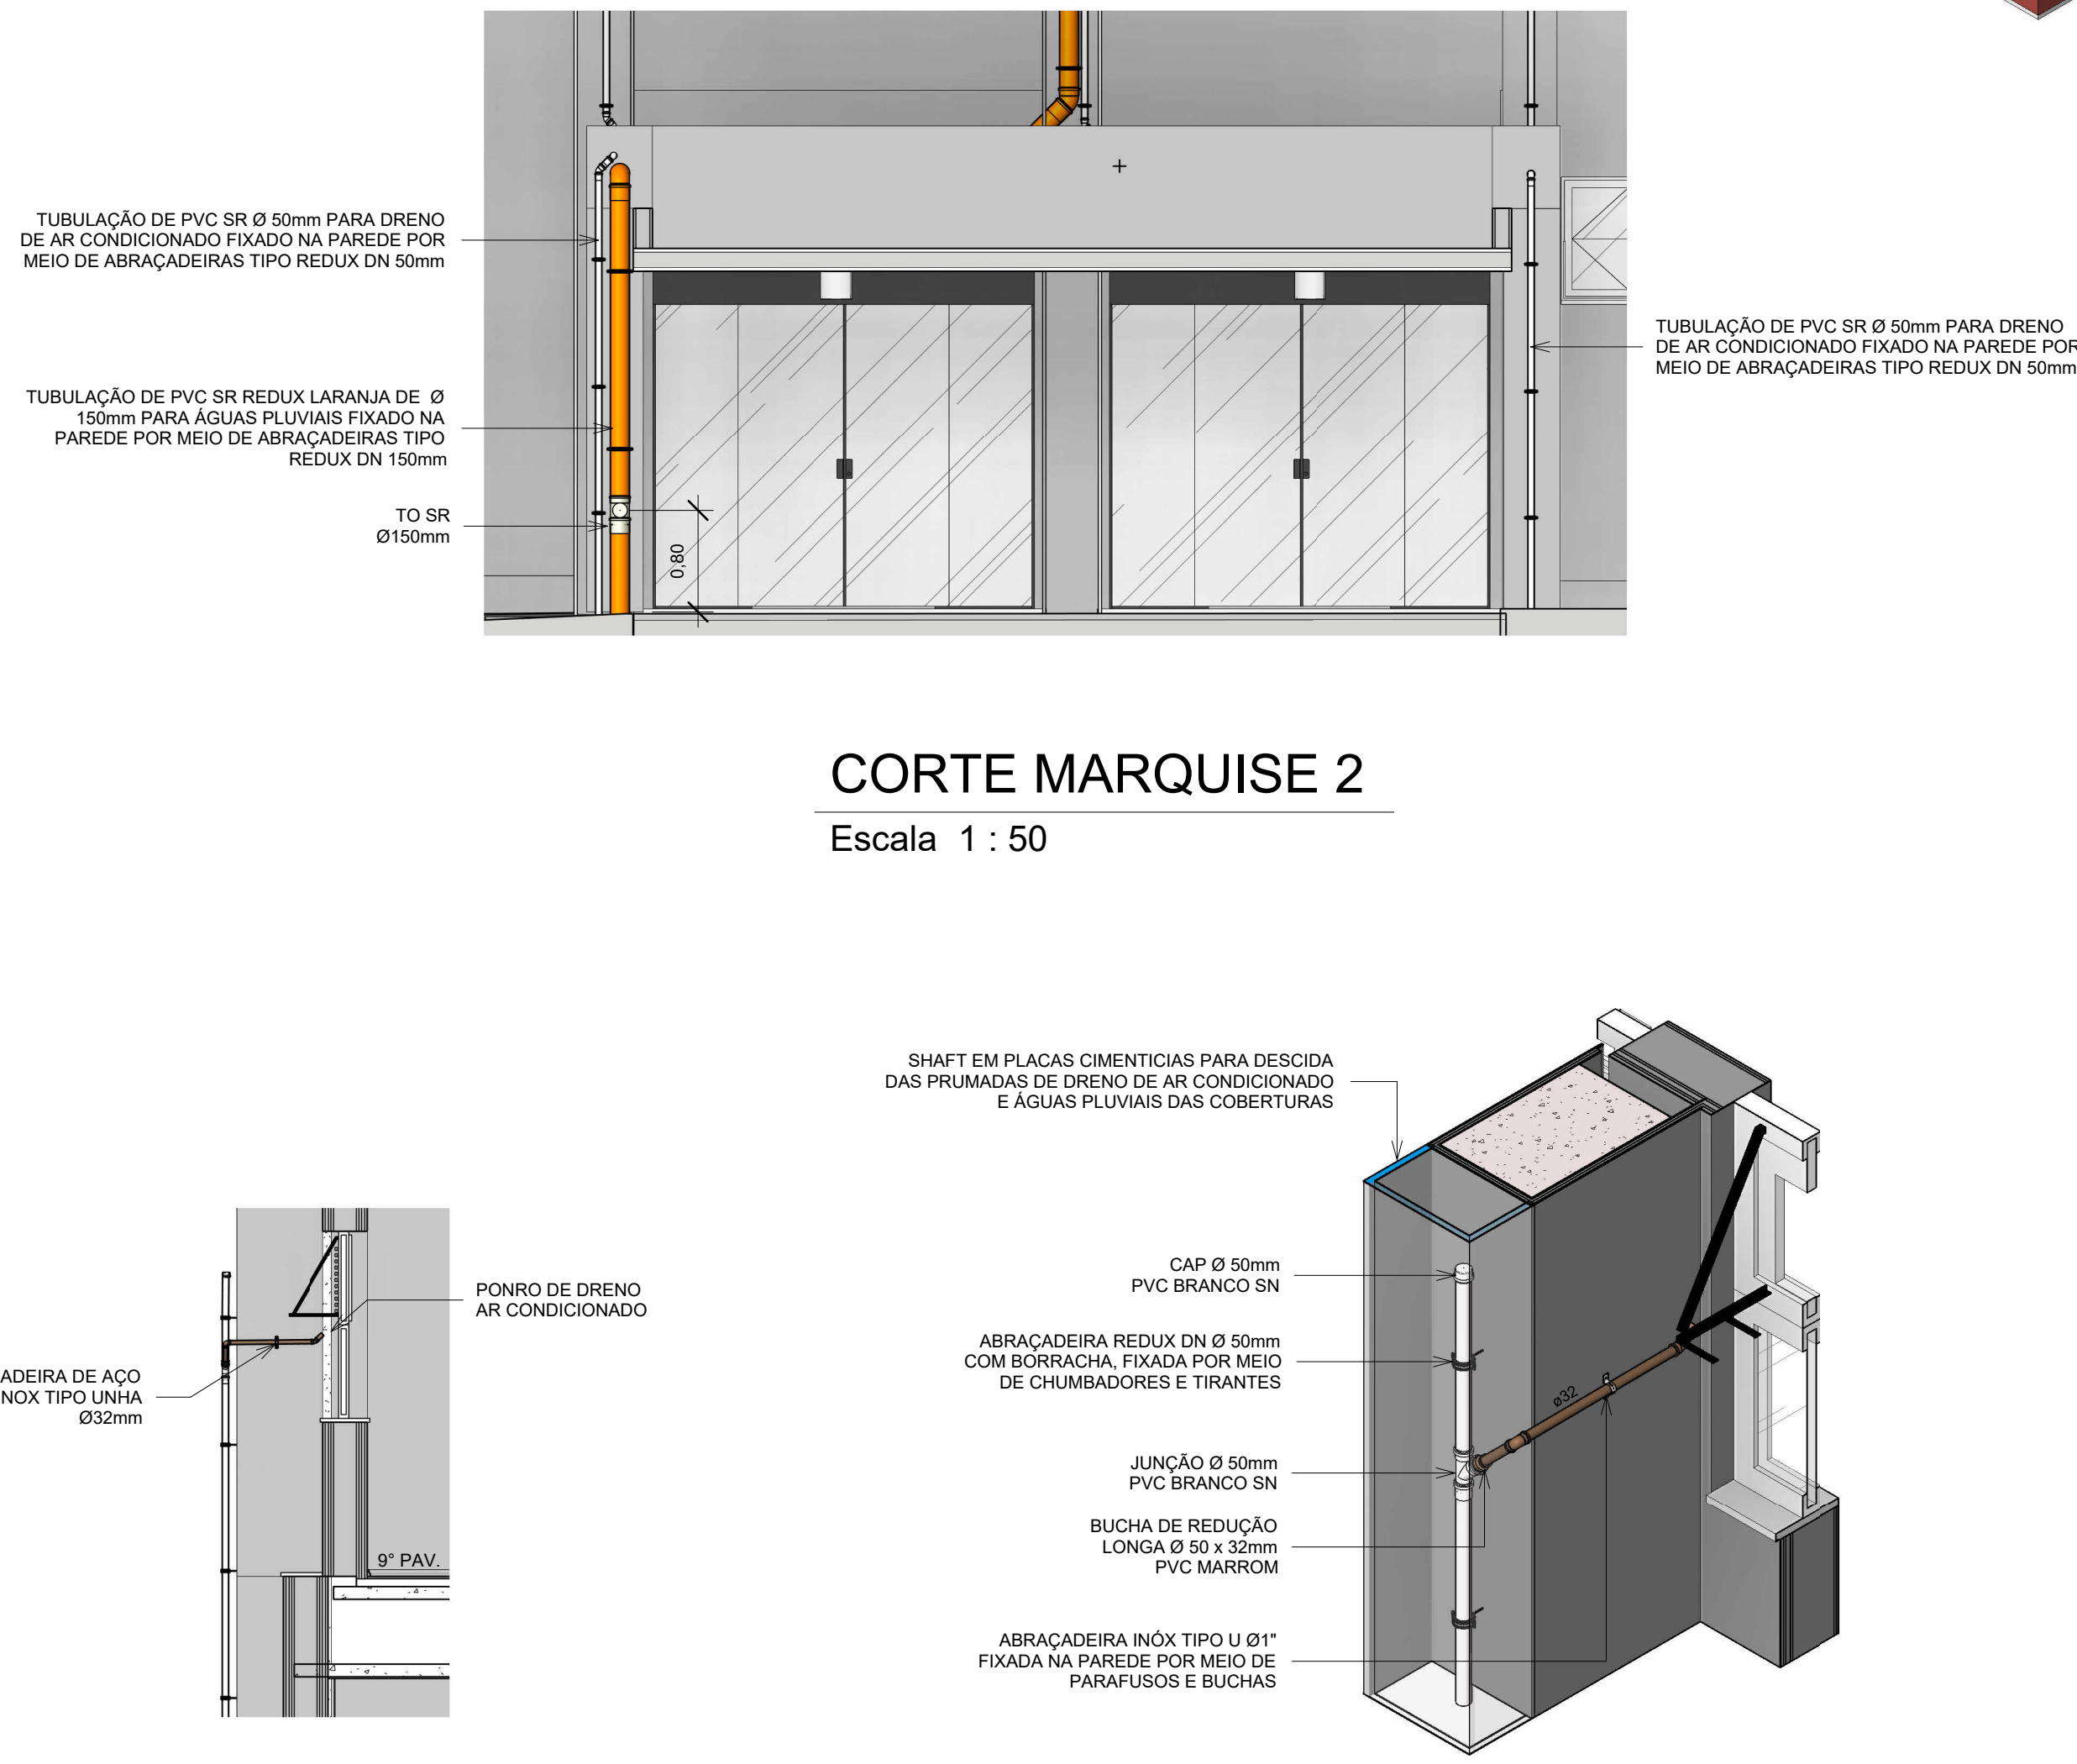 TUBULAÇÃO DE PVC SR Ø 50mm PARA DRENO
DE AR CONDICIONADO FIXADO NA PAREDE POR
MEIO DE ABRAÇADEIRAS TIPO REDUX DN 50mm
TUBULAÇÃO DE PVC SR REDUX LARANJA DE Ø
150mm PARA ÁGUAS PLUVIAIS FIXADO NA
PAREDE POR MEIO DE ABRAÇADEIRAS TIPO
REDUX DN 150mm
TO SR
Ø150mm
0,80
TUBULAÇÃO DE PVC SR Ø 50mm PARA DRENO
DE AR CONDICIONADO FIXADO NA PAREDE POR
MEIO DE ABRAÇADEIRAS TIPO REDUX DN 50mm
CORTE MARQUISE 2
Escala 1 : 50
PONRO DE DRENO
AR CONDICIONADO
ADEIRA DE AÇO
NOX TIPO UNHA
Ø32mm
9° PAV.
SHAFT EM PLACAS CIMENTICIAS PARA DESCIDA
DAS PRUMADAS DE DRENO DE AR CONDICIONADO
E ÁGUAS PLUVIAIS DAS COBERTURAS
CAP Ø 50mm
PVC BRANCO SN
ABRAÇADEIRA REDUX DN Ø 50mm
COM BORRACHA, FIXADA POR MEIO
DE CHUMBADORES E TIRANTES
ø32
JUNÇÃO Ø 50mm
PVC BRANCO SN
BUCHA DE REDUÇÃO
LONGA Ø 50 x 32mm
PVC MARROM
ABRAÇADEIRA INÓX TIPO U Ø1"
FIXADA NA PAREDE POR MEIO DE
PARAFUSOS E BUCHAS